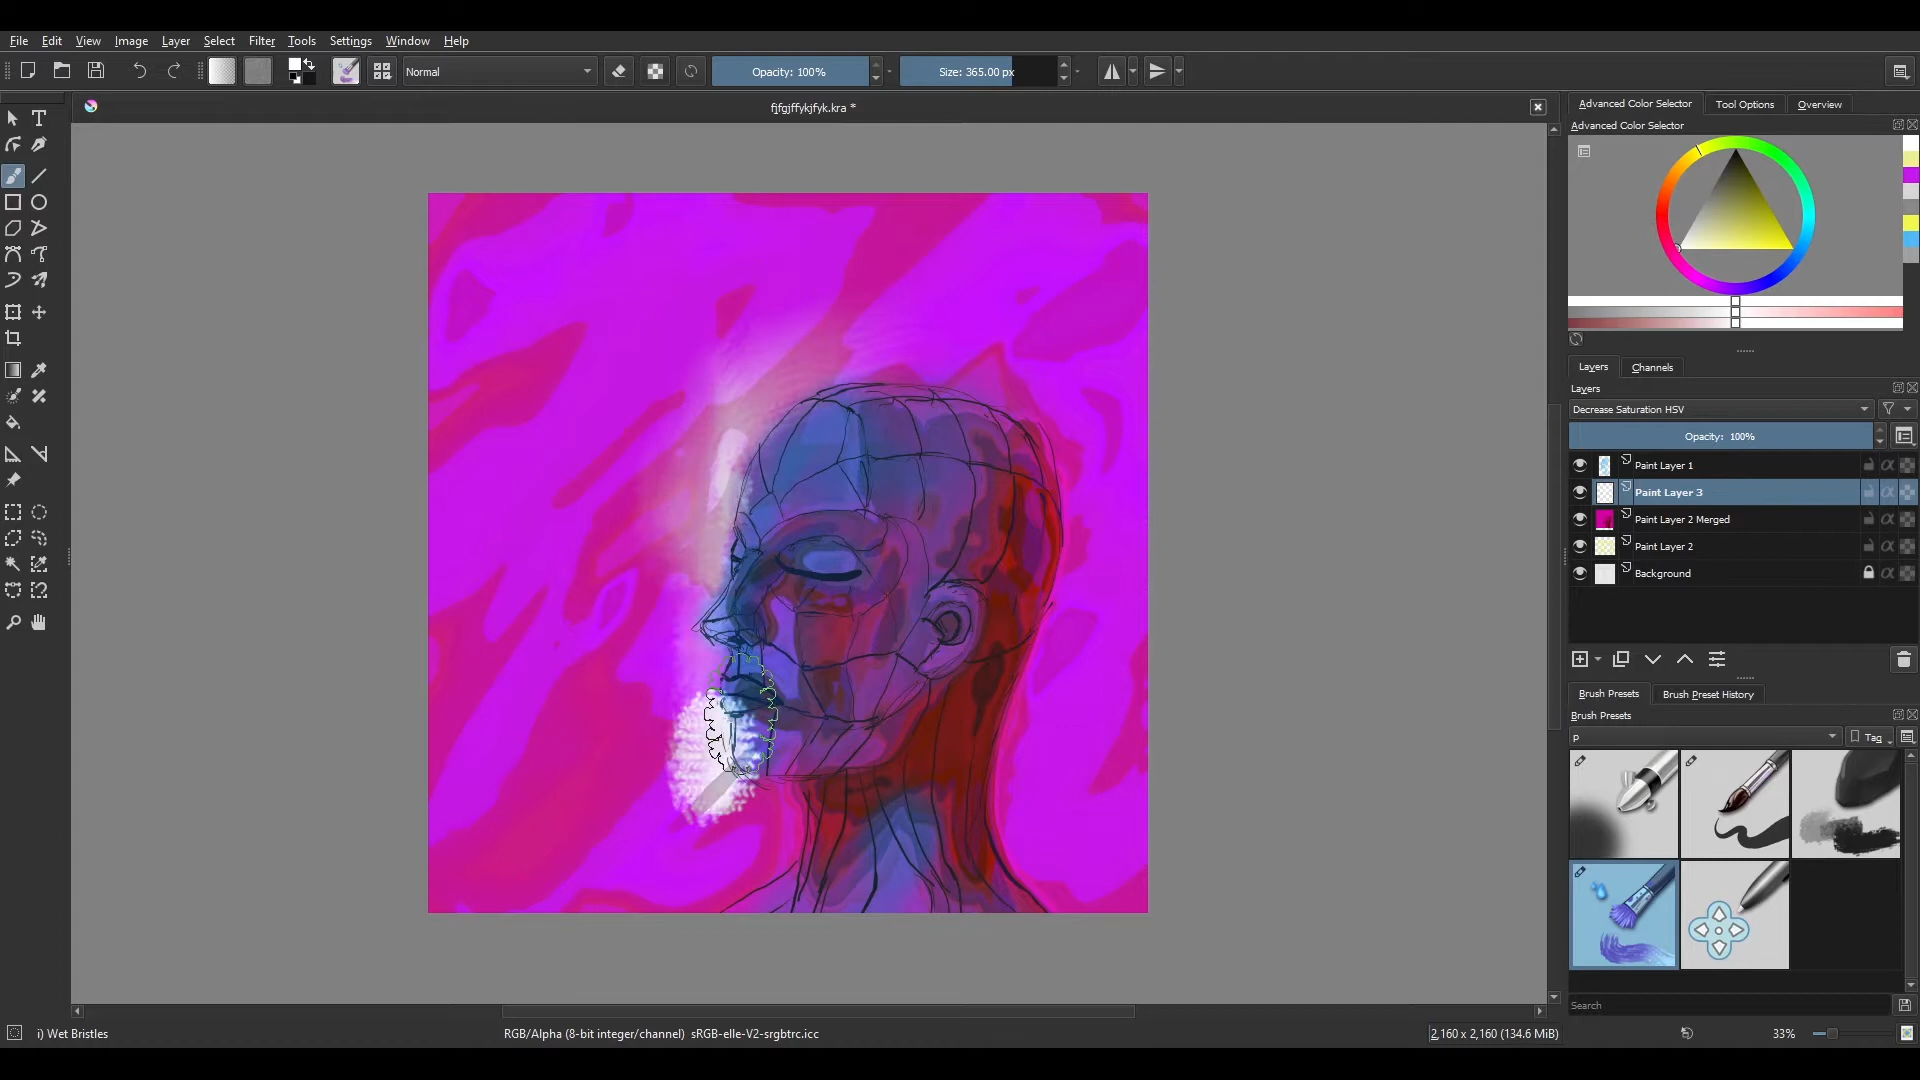 File Edit View Image Layer Select Filter Tools Settings Window Help
Normal
Opacity: 100%
Size: 365.00 px
fjfgjffykjfyk.kra *
Advanced Color Selector Tool Options Overview
Advanced Color Selector
Layers Channels
Layers
Decrease Saturation HSV
Opacity: 100%
Paint Layer 1
Paint Layer 3
Paint Layer 2 Merged
Paint Layer 2
Background
Brush Presets Brush Preset History
Brush Presets
p
Tag
Search
i) Wet Bristles
RGB/Alpha (8-bit integer/channel) sRGB-elle-V2-srgbtrc.icc
2,160 x 2,160 (134.6 MiB)
33%